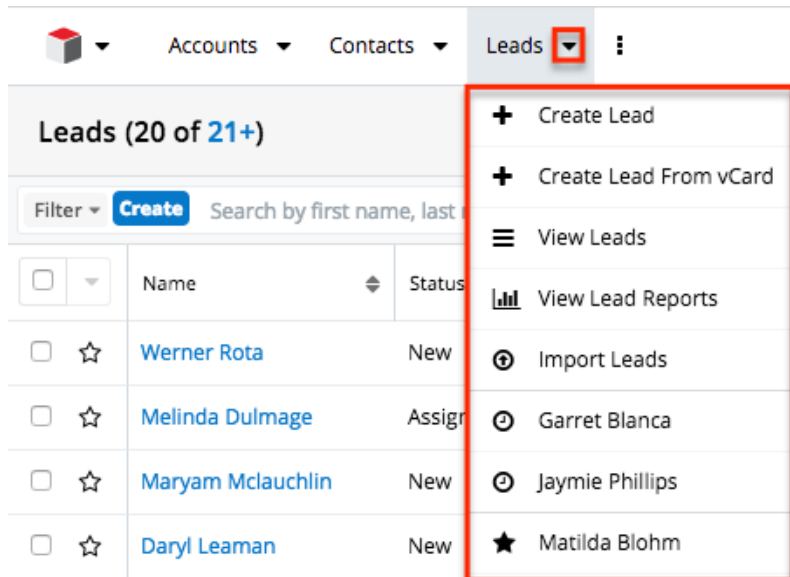 Accounts Contacts Leads
Leads (20 of 21+)
Filter Create Search by first name, last
Name Status
Werner Rota New
Melinda Dulmage
Maryam Mclauchlin New
Daryl Leaman New
Create Lead
Create Lead From vCard
View Leads
View Lead Reports
Import Leads
Garret Blanca
Jaymie Phillips
Matilda Blohm